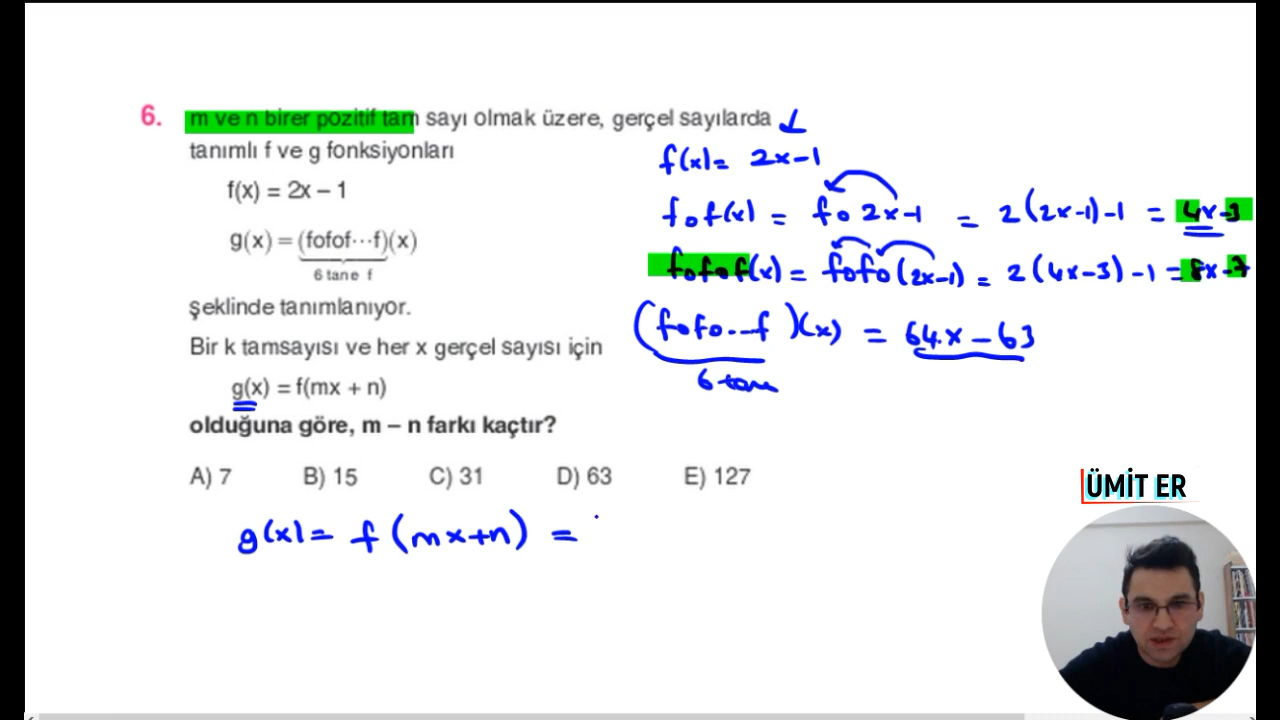 6. m ve n birer pozitif tam sayı olmak üzere, gerçel sayılarda
tanımlı f ve g fonksiyonları
f(x) = 2x – 1
g(x) = (fofof···f)(x)
6 tane f
şeklinde tanımlanıyor.
Bir k tamsayısı ve her x gerçel sayısı için
g(x) = f(mx + n)
olduğuna göre, m – n farkı kaçtır?
A) 7 B) 15 C) 31 D) 63 E) 127
g(x) = f(mx+n) =
f(x) = 2x-1
fof(x) = fo 2x-1 = 2(2x-1)-1 = 4x-3
fofof(x) = fofo(2x-1) = 2(4x-3)-1 = 8x-7
(fofo...f)(x) = 64.x-63
6 tane
ÜMİT ER